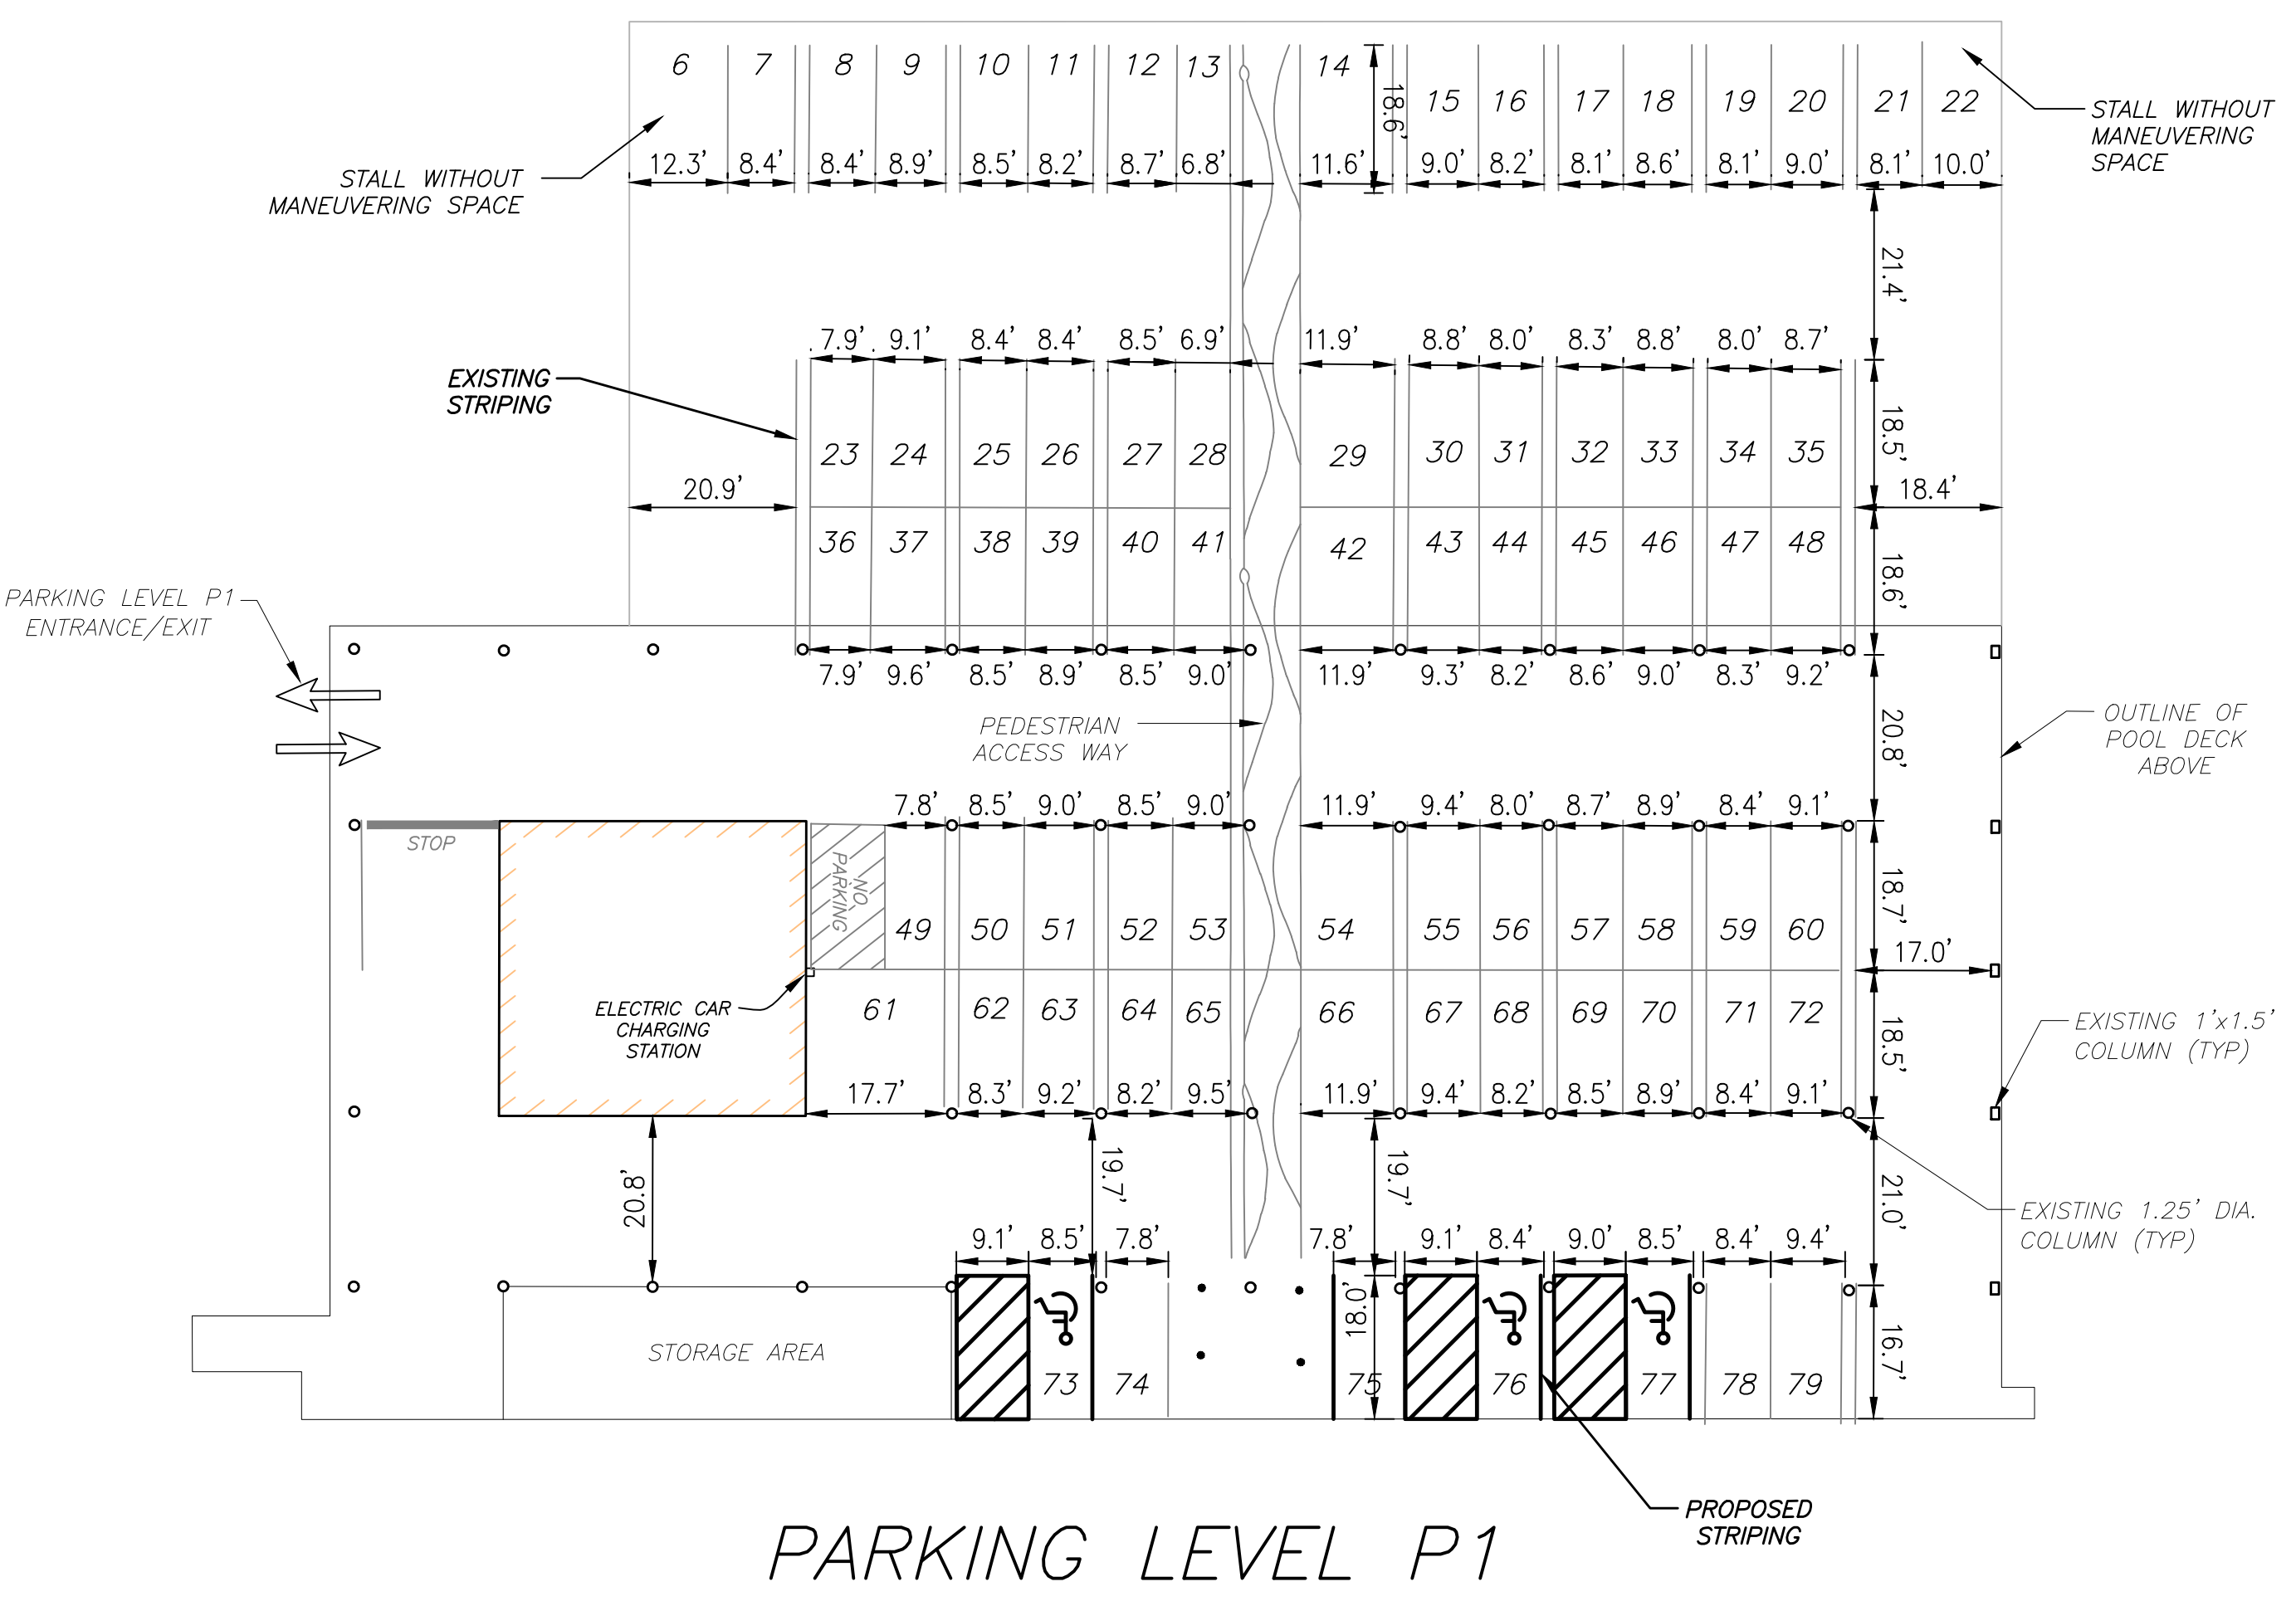 6 7 8 9 10 11 12 13 14 15 16 17 18 19 20 21 22
18.6'
STALL WITHOUT
MANEUVERING
SPACE
12.3' 8.4' 8.4' 8.9' 8.5' 8.2' 8.7' 6.8' 11.6' 9.0' 8.2' 8.1' 8.6' 8.1' 9.0' 8.1' 10.0'
STALL WITHOUT
MANEUVERING SPACE
21.4'
7.9' 9.1' 8.4' 8.4' 8.5' 6.9' 11.9' 8.8' 8.0' 8.3' 8.8' 8.0' 8.7'
EXISTING
STRIPING
23 24 25 26 27 28 29 30 31 32 33 34 35
18.5'
20.9' 18.4'
36 37 38 39 40 41 42 43 44 45 46 47 48
18.6'
PARKING LEVEL P1
ENTRANCE/EXIT
7.9' 9.6' 8.5' 8.9' 8.5' 9.0' 11.9' 9.3' 8.2' 8.6' 9.0' 8.3' 9.2'
PEDESTRIAN
ACCESS WAY
20.8'
OUTLINE OF
POOL DECK
ABOVE
7.8' 8.5' 9.0' 8.5' 9.0' 11.9' 9.4' 8.0' 8.7' 8.9' 8.4' 9.1'
STOP
NO
PARKING
18.7'
49 50 51 52 53 54 55 56 57 58 59 60
17.0'
ELECTRIC CAR
CHARGING
STATION
61 62 63 64 65 66 67 68 69 70 71 72
18.5'
EXISTING 1'x1.5'
COLUMN (TYP)
17.7' 8.3' 9.2' 8.2' 9.5' 11.9' 9.4' 8.2' 8.5' 8.9' 8.4' 9.1'
20.8' 19.7' 19.7' 21.0'
EXISTING 1.25' DIA.
COLUMN (TYP)
9.1' 8.5' 7.8' 7.8' 9.1' 8.4' 9.0' 8.5' 8.4' 9.4'
18.0' 16.7'
STORAGE AREA
73 74 75 76 77 78 79
PROPOSED
STRIPING
PARKING LEVEL P1